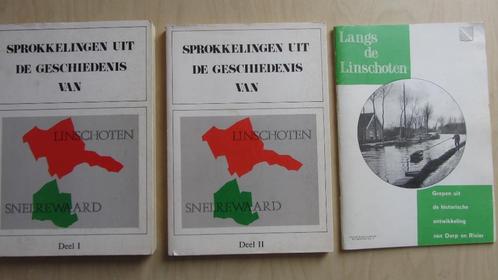 SPROKKELINGEN UIT
DE GESCHIEDENIS
VAN
LINSCHOTEN
SNELREWAARD
Deel I
SPROKKELINGEN UIT
DE GESCHIEDENIS
VAN
LINSCHOTEN
SNELREWAARD
Deel II
Langs
de
Linschoten
Grepen uit
de historische
ontwikkeling
van Dorp en Rivier